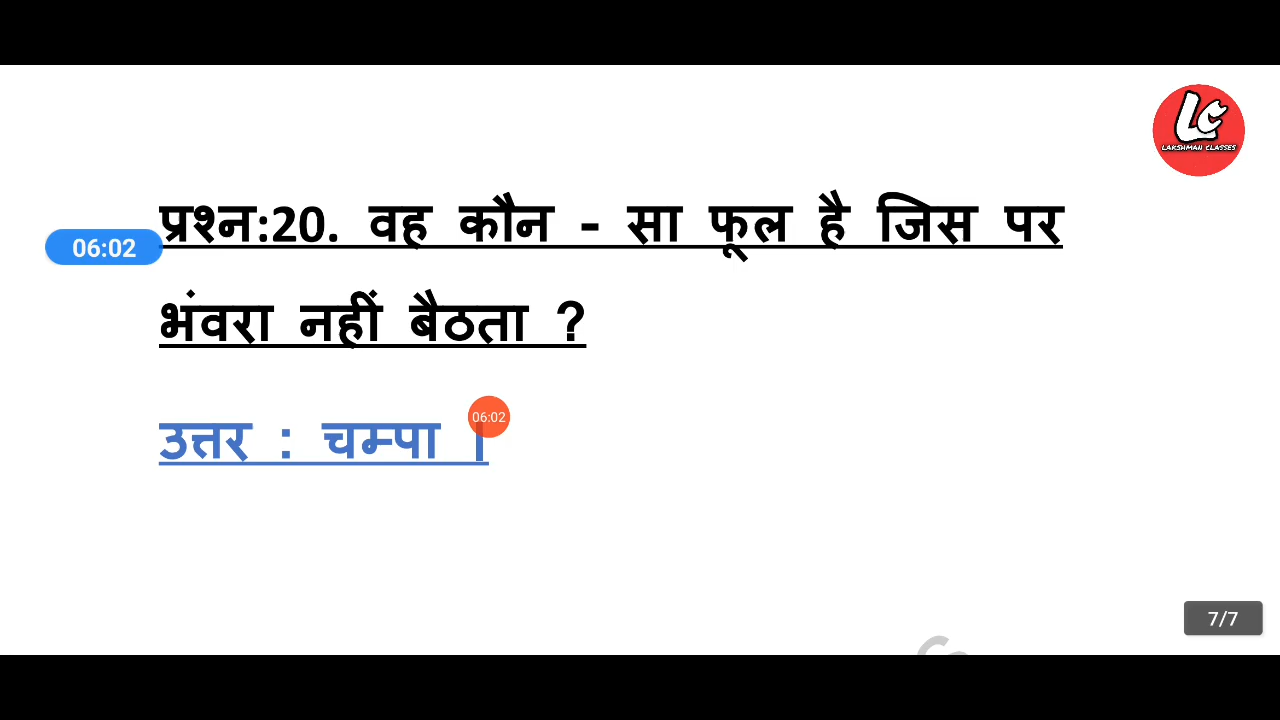 LC
LAKSHMAN CLASSES
प्रश्न:20. वह कौन - सा फूल है जिस पर
06:02
भंवरा नहीं बैठता ?
उत्तर : चम्पा ।
06:02
7/7